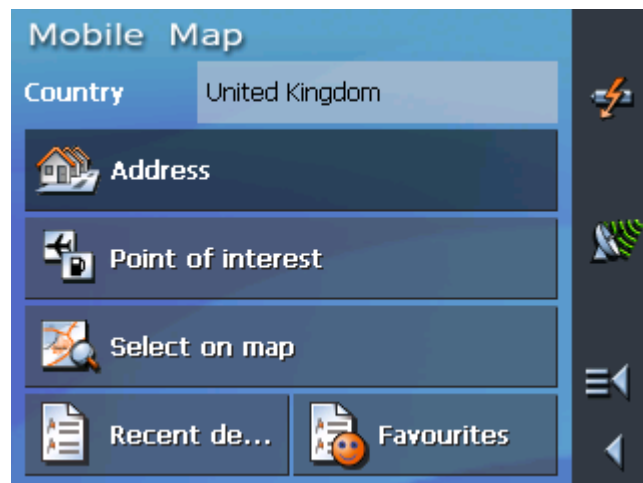 Mobile Map
Country United Kingdom
Address
Point of interest
Select on map
Recent de... Favourites